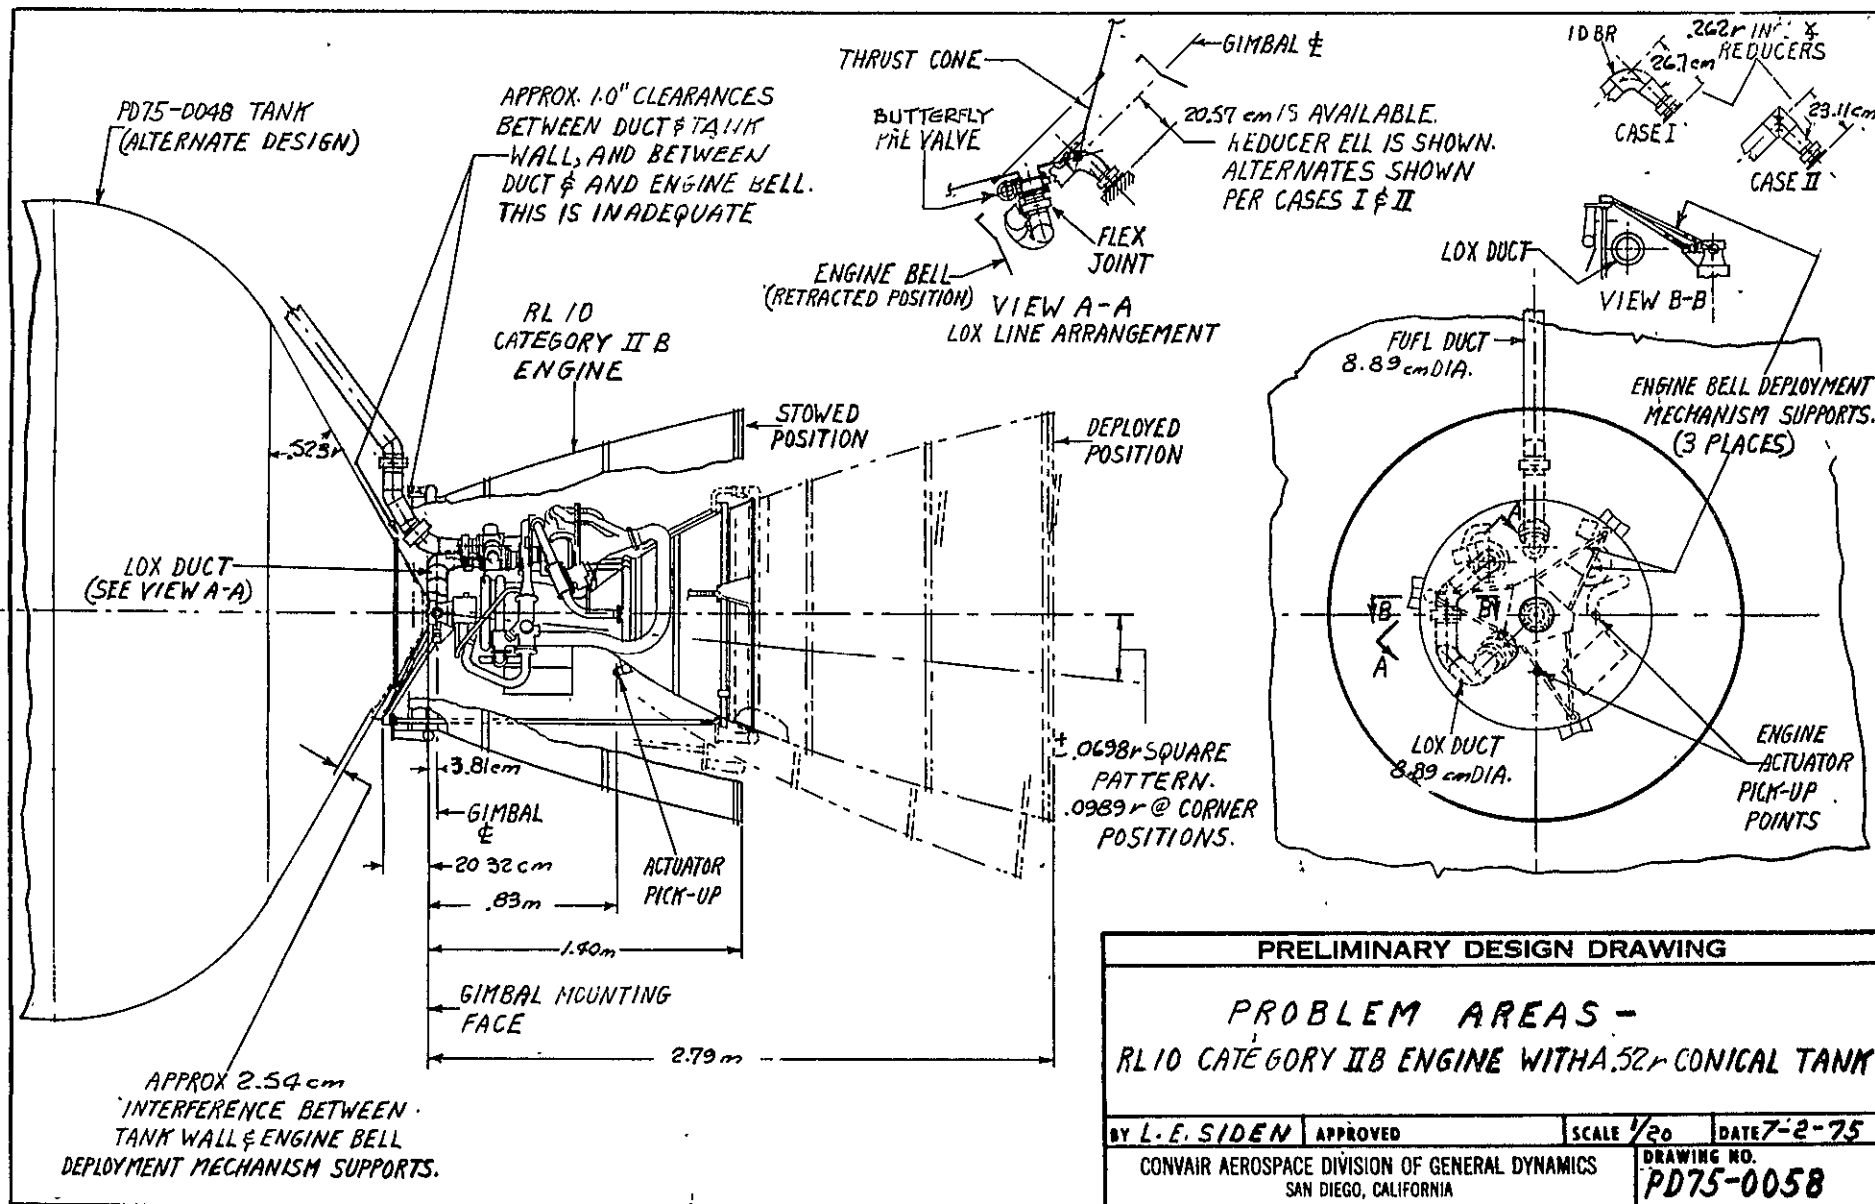 PD75-0048 TANK
(ALTERNATE DESIGN)
APPROX. 1.0" CLEARANCES
BETWEEN DUCT & TANK
WALL, AND BETWEEN
DUCT & AND ENGINE BELL.
THIS IS INADEQUATE
THRUST CONE
GIMBAL ℄
BUTTERFLY
PRE VALVE
20.57 cm IS AVAILABLE.
REDUCER ELL IS SHOWN.
ALTERNATES SHOWN
PER CASES I & II
FLEX
JOINT
ENGINE BELL
(RETRACTED POSITION)
VIEW A-A
LOX LINE ARRANGEMENT
1D BR
.262r
REDUCERS
26.7 cm
CASE I
23.11cm
CASE II
LOX DUCT
VIEW B-B
RL 10
CATEGORY II B
ENGINE
STOWED
POSITION
DEPLOYED
POSITION
.523r
LOX DUCT
(SEE VIEW A-A)
FUEL DUCT
8.89 cm DIA.
ENGINE BELL DEPLOYMENT
MECHANISM SUPPORTS.
(3 PLACES)
A
B
B
A
LOX DUCT
8.89 cm DIA.
ENGINE
ACTUATOR
PICK-UP
POINTS
3.81cm
GIMBAL
℄
20.32 cm
.83m
ACTUATOR
PICK-UP
1.40m
± .0698r SQUARE
PATTERN.
.0989r @ CORNER
POSITIONS.
GIMBAL MOUNTING
FACE
2.79 m
APPROX 2.54 cm
INTERFERENCE BETWEEN
TANK WALL & ENGINE BELL
DEPLOYMENT MECHANISM SUPPORTS.
PRELIMINARY DESIGN DRAWING
PROBLEM AREAS -
RL10 CATEGORY IIB ENGINE WITH A .52r CONICAL TANK
BY L.E. SIDEN
APPROVED
SCALE 1/20
DATE 7-2-75
CONVAIR AEROSPACE DIVISION OF GENERAL DYNAMICS
SAN DIEGO, CALIFORNIA
DRAWING NO.
PD75-0058